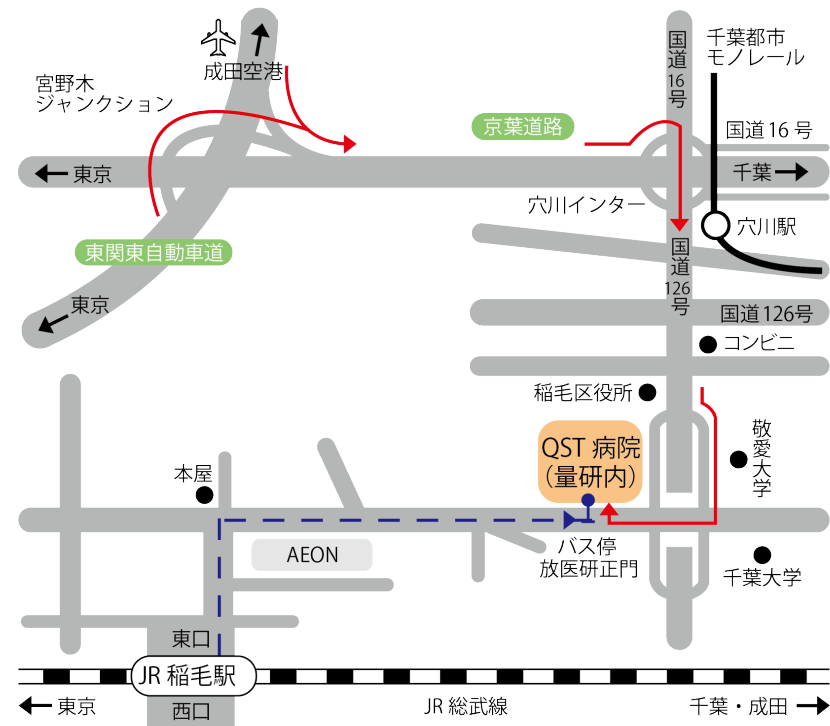 成田空港
宮野木
ジャンクション
国道16号
千葉都市
モノレール
京葉道路
国道16号
東京
千葉
穴川インター
穴川駅
東関東自動車道
国道126号
東京
国道126号
コンビニ
稲毛区役所
QST 病院
(量研内)
敬愛大学
本屋
AEON
バス停
放医研正門
千葉大学
東口
JR 稲毛駅
西口
東京
JR 総武線
千葉・成田